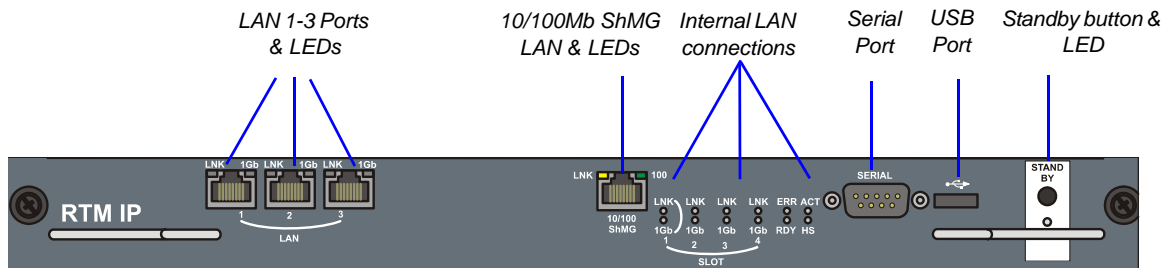 LAN 1-3 Ports
& LEDs
10/100Mb ShMG
LAN & LEDs
Internal LAN
connections
Serial
Port
USB
Port
Standby button &
LED
RTM IP
LNK 1Gb LNK 1Gb LNK 1Gb
1 2 3
LAN
LNK 100
10/100
ShMG
LNK LNK LNK LNK ERR ACT
1Gb 1Gb 1Gb 1Gb RDY HS
1 2 3 4
SLOT
SERIAL
STAND
BY